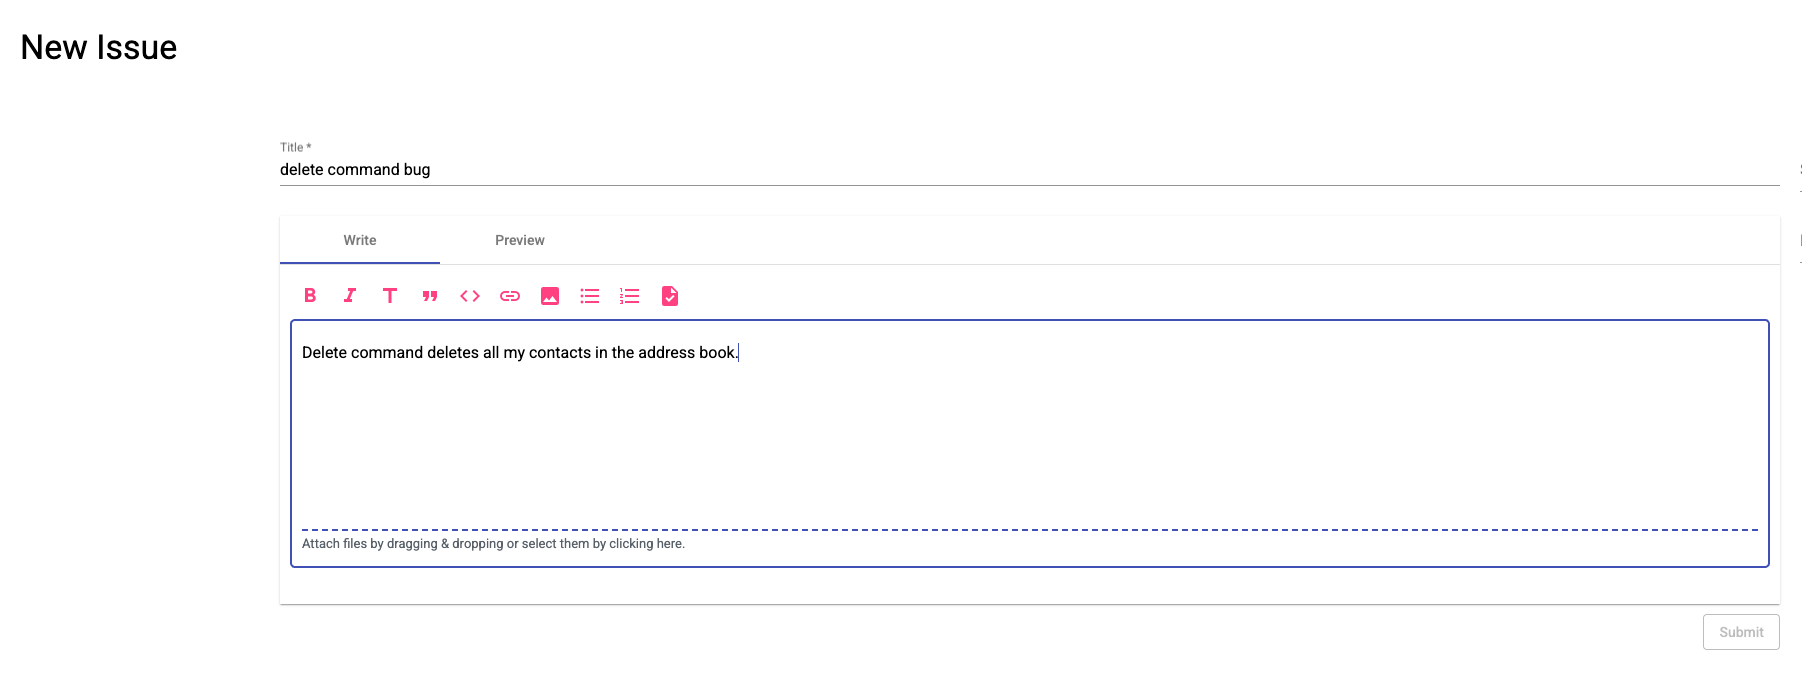 New Issue
Title *
delete command bug
Write Preview
Delete command deletes all my contacts in the address book.
Attach files by dragging & dropping or select them by clicking here.
Submit